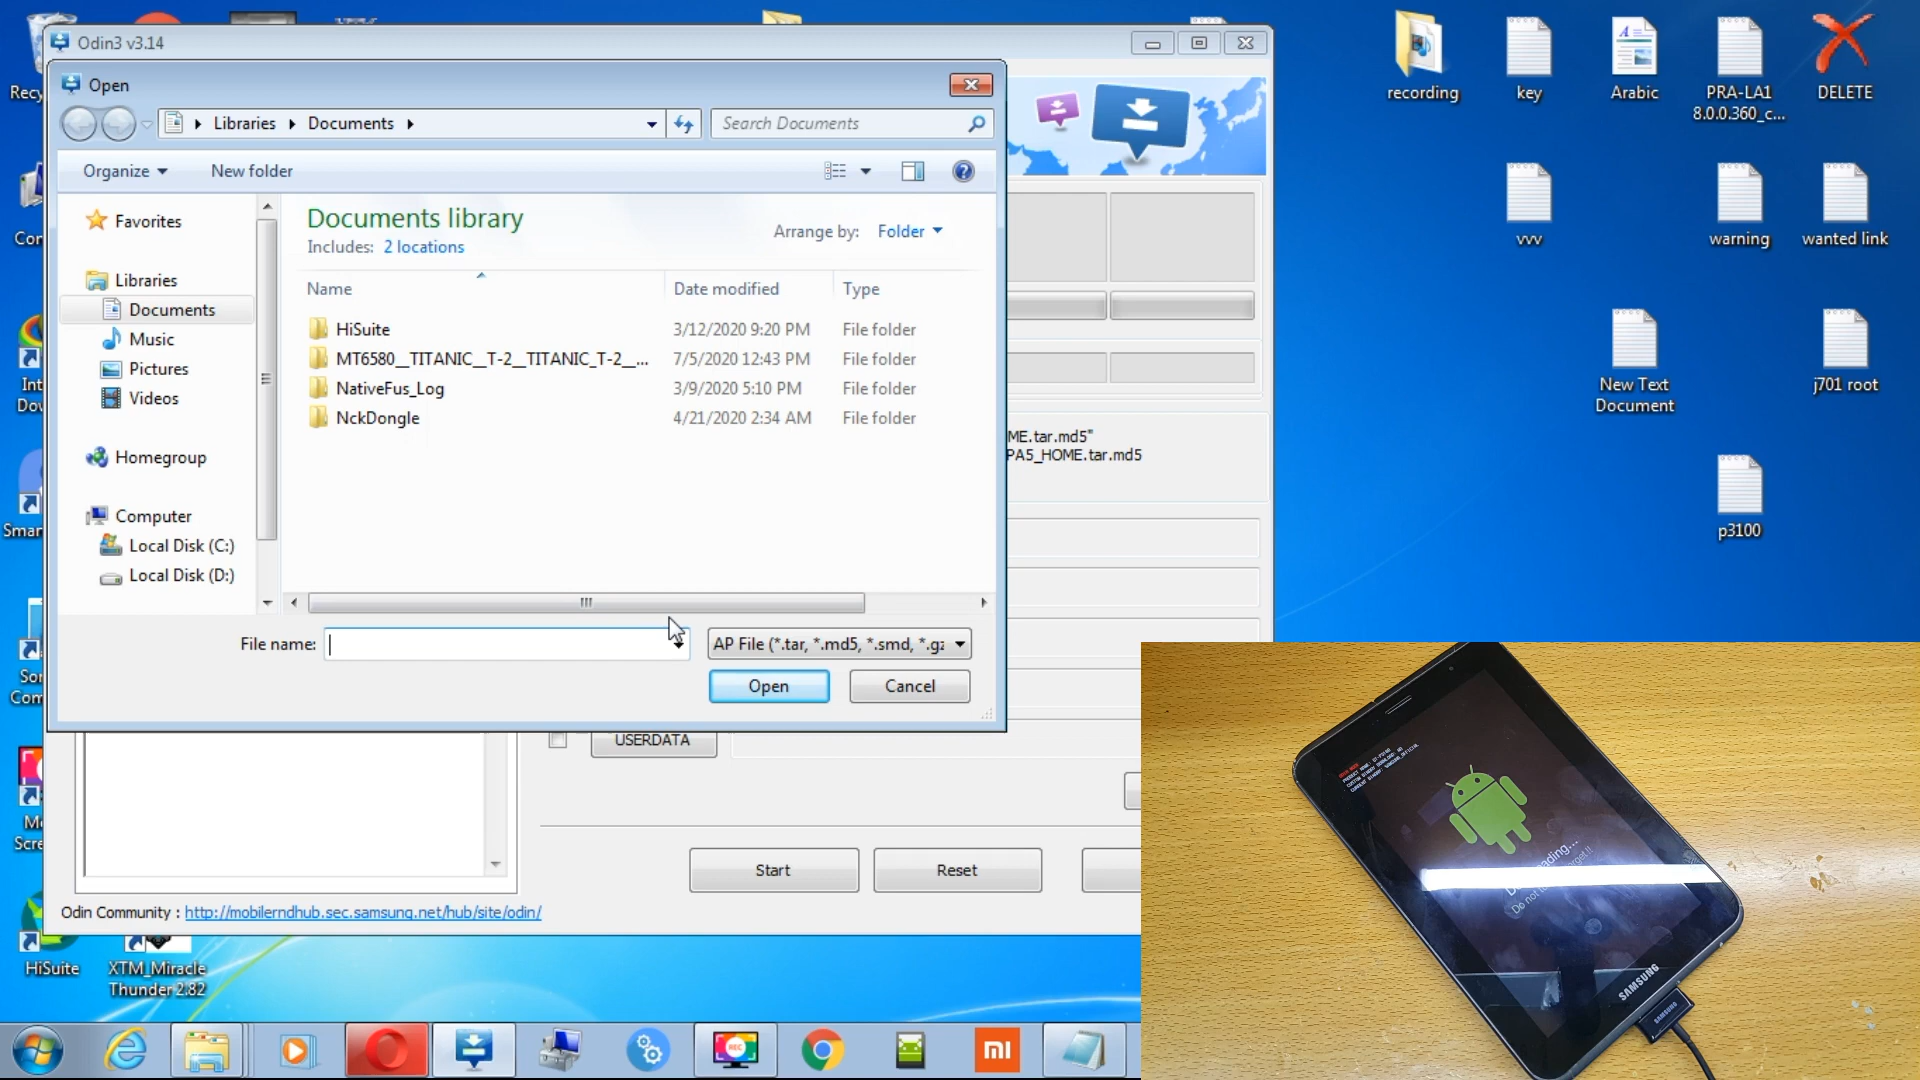 Odin3 v3.14
Open
Libraries
Documents
Search Documents
Organize
New folder
Favorites
Libraries
Documents
Music
Pictures
Videos
Homegroup
Computer
Local Disk (C:)
Local Disk (D:)
Documents library
Includes: 2 locations
Arrange by: Folder
Name
Date modified
Type
HiSuite
3/12/2020 9:20 PM
File folder
MT6580__TITANIC__T-2__TITANIC_T-2__...
7/5/2020 12:43 PM
File folder
NativeFus_Log
3/9/2020 5:10 PM
File folder
NckDongle
4/21/2020 2:34 AM
File folder
File name:
AP File (*.tar, *.md5, *.smd, *.gz
Open
Cancel
ME.tar.md5"
PA5_HOME.tar.md5
USERDATA
Start
Reset
Odin Community : http://mobilerndhub.sec.samsung.net/hub/site/odin/
HiSuite
XTM_Miracle
Thunder 2.82
recording
key
Arabic
PRA-LA1
8.0.0.360_c...
DELETE
vvv
warning
wanted link
New Text
Document
j701 root
p3100
REC
mi
SAMSUNG
SAMSUNG